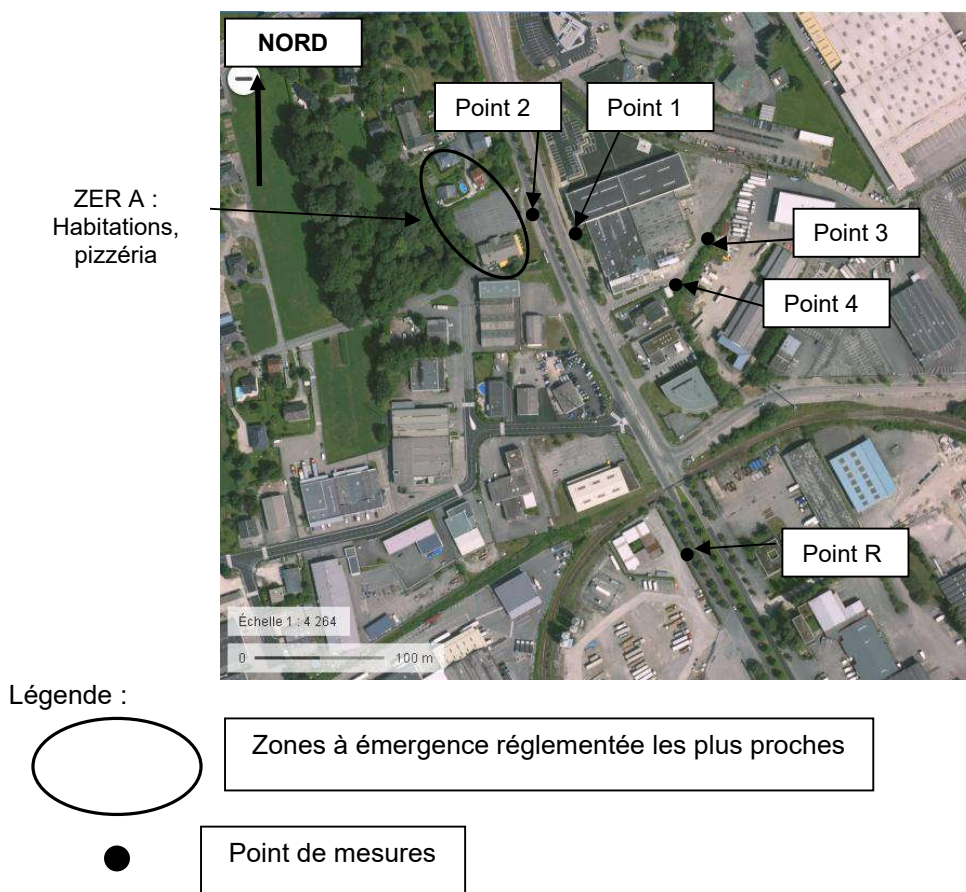 NORD
Point 2
Point 1
ZER A :
Habitations,
pizzéria
Point 3
Point 4
Point R
Échelle 1 : 4 264
0
100 m
Légende :
Zones à émergence réglementée les plus proches
Point de mesures